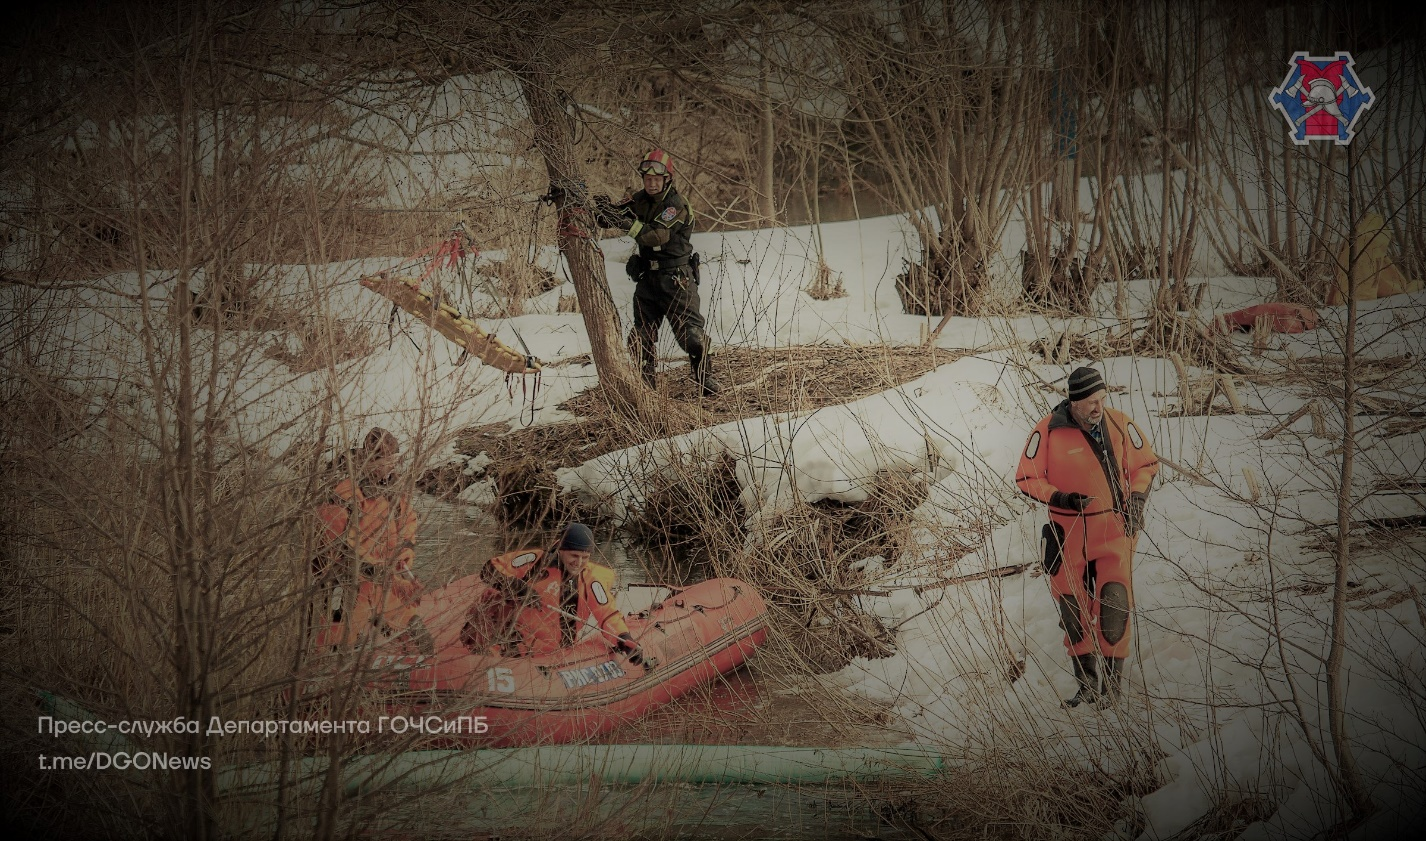 15
Пресс-служба Департамента ГОЧСиПБ
t.me/DGONews